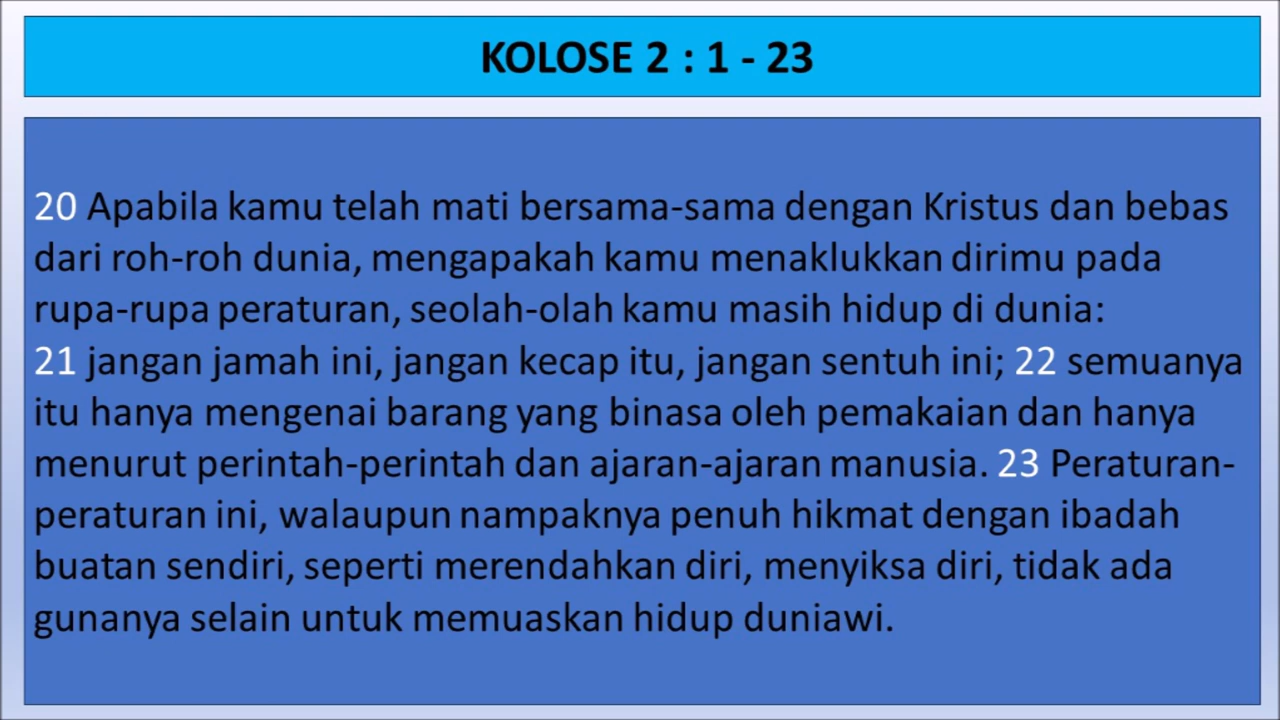 KOLOSE 2 : 1 - 23
20 Apabila kamu telah mati bersama-sama dengan Kristus dan bebas
dari roh-roh dunia, mengapakah kamu menaklukkan dirimu pada
rupa-rupa peraturan, seolah-olah kamu masih hidup di dunia:
21 jangan jamah ini, jangan kecap itu, jangan sentuh ini; 22 semuanya
itu hanya mengenai barang yang binasa oleh pemakaian dan hanya
menurut perintah-perintah dan ajaran-ajaran manusia. 23 Peraturan-
peraturan ini, walaupun nampaknya penuh hikmat dengan ibadah
buatan sendiri, seperti merendahkan diri, menyiksa diri, tidak ada
gunanya selain untuk memuaskan hidup duniawi.